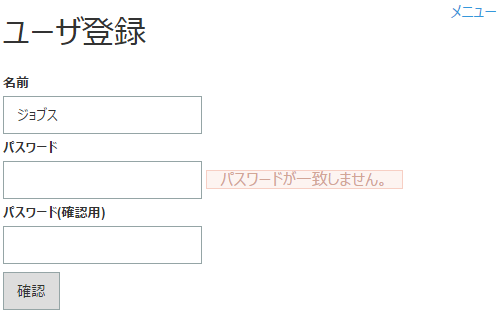 メニュー
ユーザ登録
名前
ジョブス
パスワード
パスワードが一致しません。
パスワード(確認用)
確認